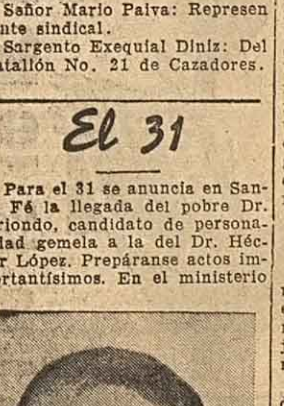 Señor Mario Paiva: Represen
nte sindical.
Sargento Exequial Diniz: Del
atallón No. 21 de Cazadores.
El 31
Para el 31 se anuncia en San-
Fé la llegada del pobre Dr.
riondo, candidato de persona-
dad gemela a la del Dr. Héc-
r López. Prepáranse actos im-
rtantísimos. En el ministerio